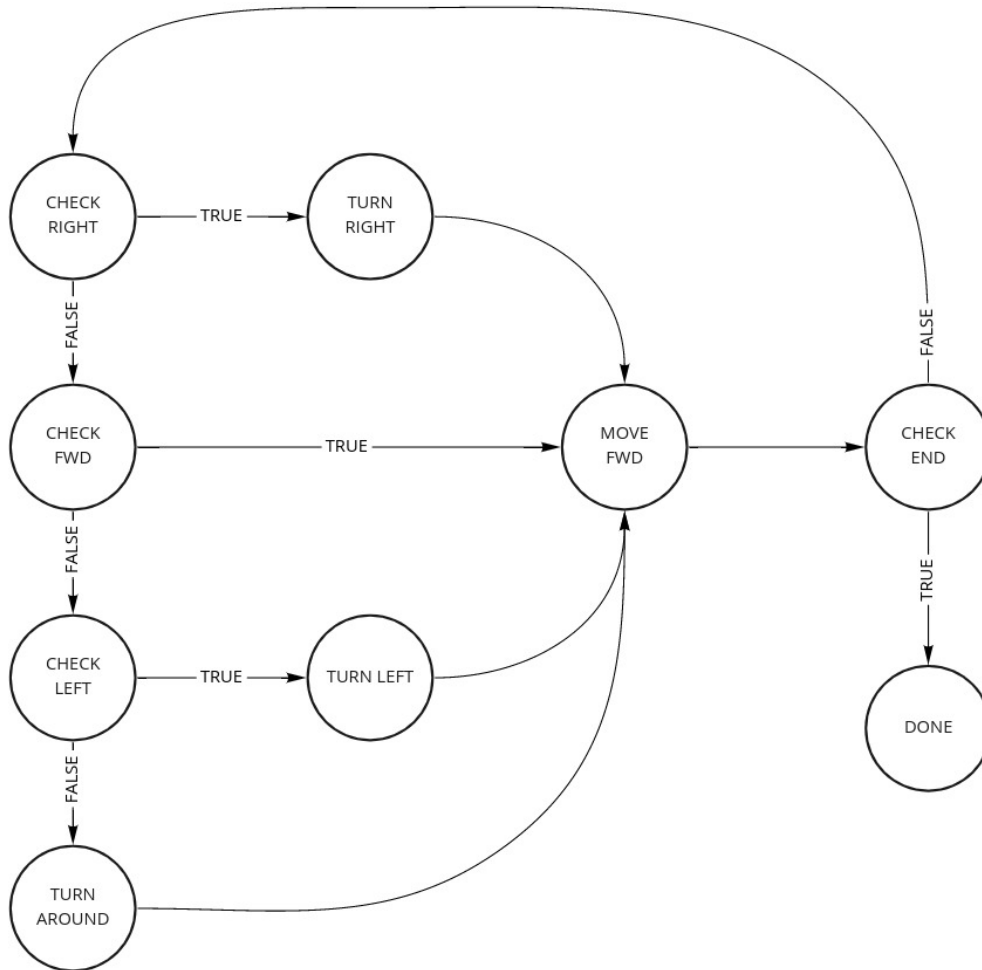 CHECK
RIGHT
TRUE
TURN
RIGHT
FALSE
FALSE
CHECK
FWD
TRUE
MOVE
FWD
CHECK
END
FALSE
TRUE
CHECK
LEFT
TRUE
TURN LEFT
DONE
FALSE
TURN
AROUND